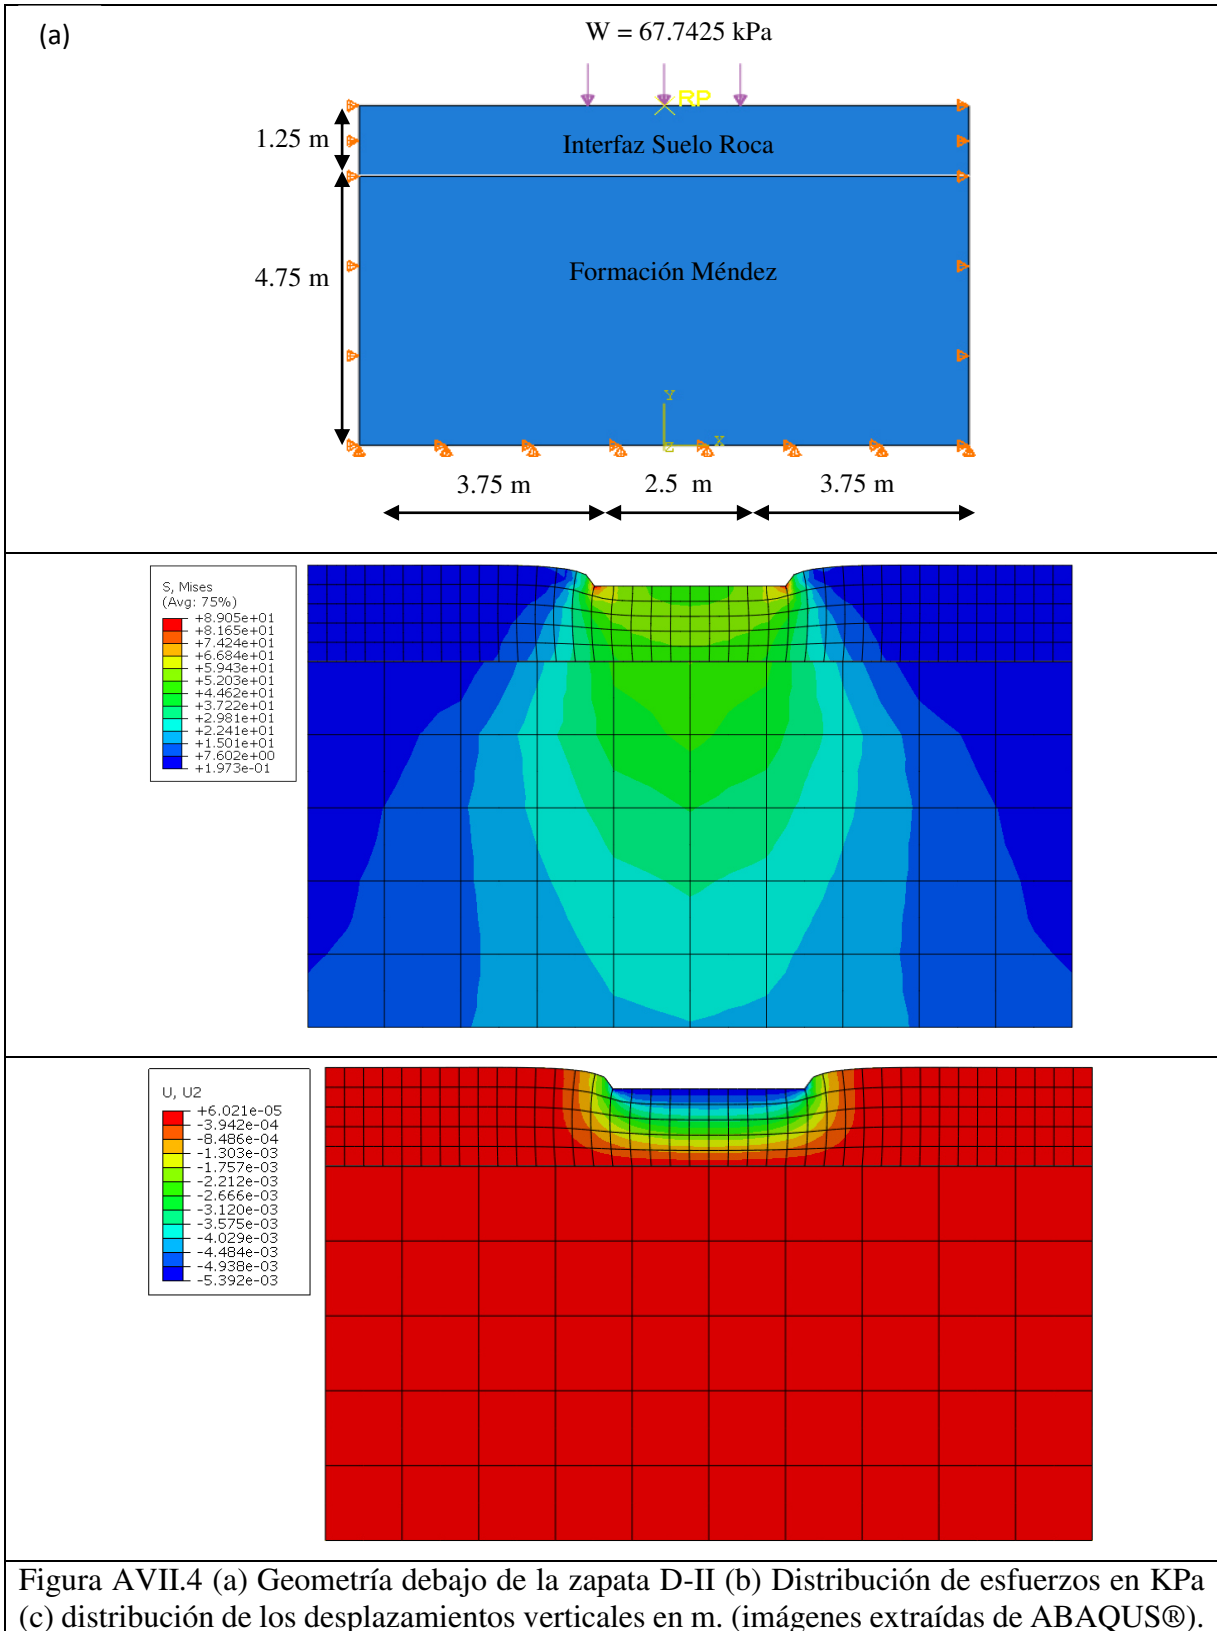 (a)
W = 67.7425 kPa
RP
1.25 m
Interfaz Suelo Roca
4.75 m
Formación Méndez
Y
Z
X
3.75 m
2.5 m
3.75 m
S, Mises
(Avg: 75%)
+8.905e+01
+8.165e+01
+7.424e+01
+6.684e+01
+5.943e+01
+5.203e+01
+4.462e+01
+3.722e+01
+2.981e+01
+2.241e+01
+1.501e+01
+7.602e+00
+1.973e-01
U, U2
+6.021e-05
-3.942e-04
-8.486e-04
-1.303e-03
-1.757e-03
-2.212e-03
-2.666e-03
-3.120e-03
-3.575e-03
-4.029e-03
-4.484e-03
-4.938e-03
-5.392e-03
Figura AVII.4 (a) Geometría debajo de la zapata D-II (b) Distribución de esfuerzos en KPa
(c) distribución de los desplazamientos verticales en m. (imágenes extraídas de ABAQUS®).